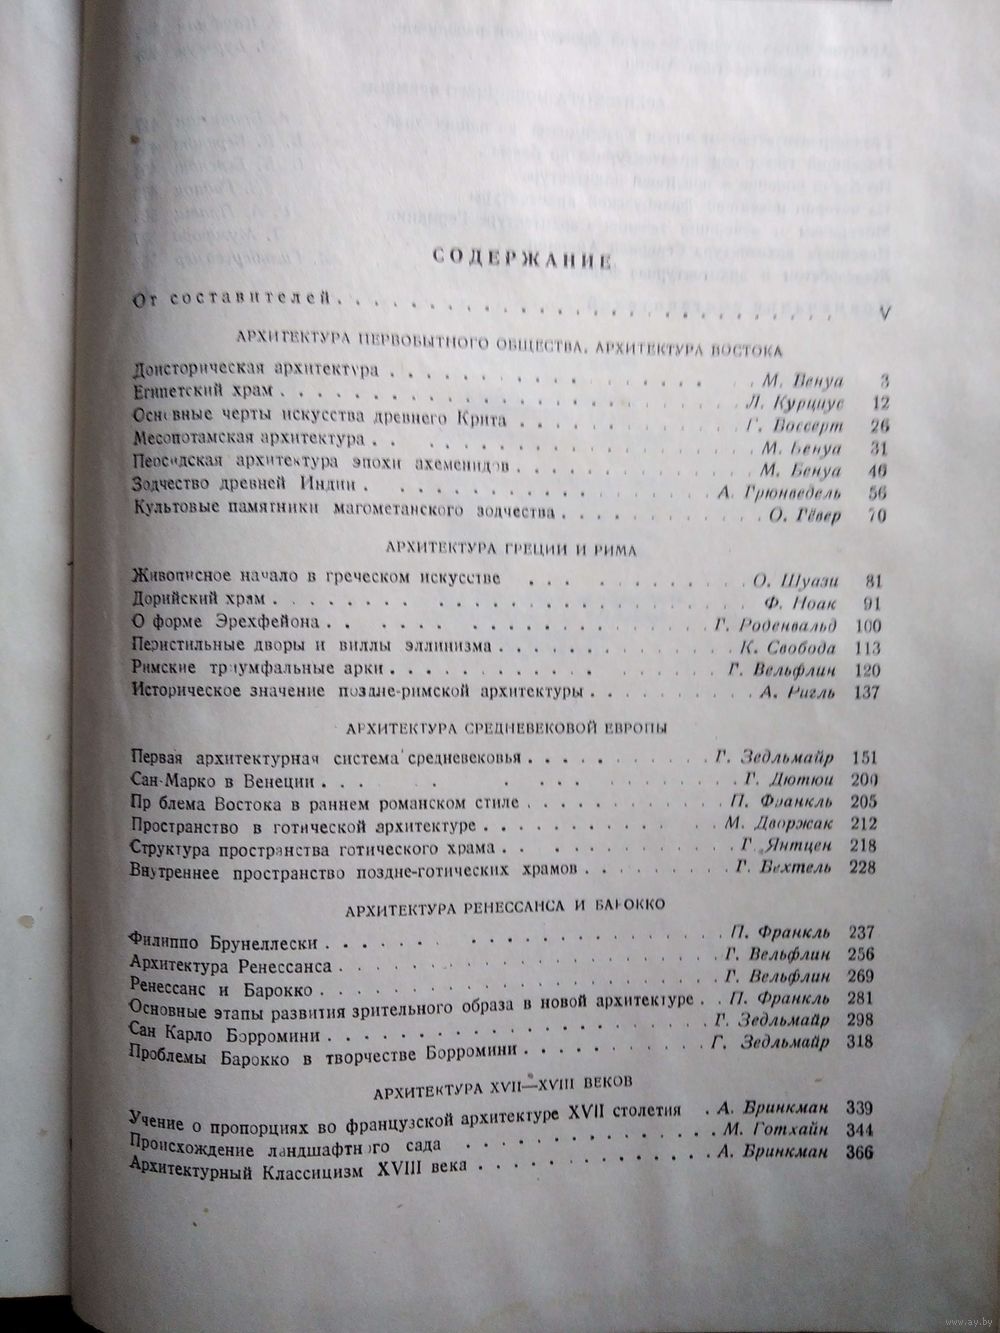 СОДЕРЖАНИЕ
От составителей . . . . . . . . . . . . . . . . . . . . . . . . V
АРХИТЕКТУРА ПЕРВОБЫТНОГО ОБЩЕСТВА. АРХИТЕКТУРА ВОСТОКА
Доисторическая архитектура . . . . . . . . . . . . М. Бенуа 3
Египетский храм . . . . . . . . . . . . Л. Курциус 12
Основные черты искусства древнего Крита . . . . . . . . . . Г. Боссерт 26
Месопотамская архитектура . . . . . . . . . . . . М. Бенуа 31
Персидская архитектура эпохи ахеменидов . . . . . . . . . . М. Бенуа 46
Зодчество древней Индии . . . . . . . . . . . . А. Грюнведель 56
Культовые памятники магометанского зодчества . . . . . . . . О. Гёвер 70
АРХИТЕКТУРА ГРЕЦИИ И РИМА
Живописное начало в греческом искусстве . . . . . . . . . . О. Шуази 81
Дорийский храм . . . . . . . . . . . . Ф. Ноак 91
О форме Эрехфейона . . . . . . . . . . . . Г. Роденвальд 100
Перистильные дворы и виллы эллинизма . . . . . . . . . . К. Свобода 113
Римские триумфальные арки . . . . . . . . . . . . Г. Вельфлин 120
Историческое значение поздне-римской архитектуры . . . . . . . . А. Ригль 137
АРХИТЕКТУРА СРЕДНЕВЕКОВОЙ ЕВРОПЫ
Первая архитектурная система средневековья . . . . . . . . Г. Зедльмайр 151
Сан-Марко в Венеции . . . . . . . . . . . . Г. Дютюи 200
Пр блема Востока в раннем романском стиле . . . . . . . . . . П. Франкль 205
Пространство в готической архитектуре . . . . . . . . . . М. Дворжак 212
Структура пространства готического храма . . . . . . . . . . Г. Янтцен 218
Внутреннее пространство поздне-готических храмов . . . . . . . . Г. Бехтель 228
АРХИТЕКТУРА РЕНЕССАНСА И БАРОККО
Филиппо Брунеллески . . . . . . . . . . . . П. Франкль 237
Архитектура Ренессанса . . . . . . . . . . . . Г. Вельфлин 256
Ренессанс и Барокко . . . . . . . . . . . . Г. Вельфлин 269
Основные этапы развития зрительного образа в новой архитектуре . . П. Франкль 281
Сан Карло Борромини . . . . . . . . . . . . Г. Зедльмайр 298
Проблемы Барокко в творчестве Борромини . . . . . . . . . . Г. Зедльмайр 318
АРХИТЕКТУРА XVII—XVIII ВЕКОВ
Учение о пропорциях во французской архитектуре XVII столетия . А. Бринкман 339
Происхождение ландшафтного сада . . . . . . . . . . М. Готхайн 344
Архитектурный Классицизм XVIII века . . . . . . . . . . А. Бринкман 366
www.ay.by